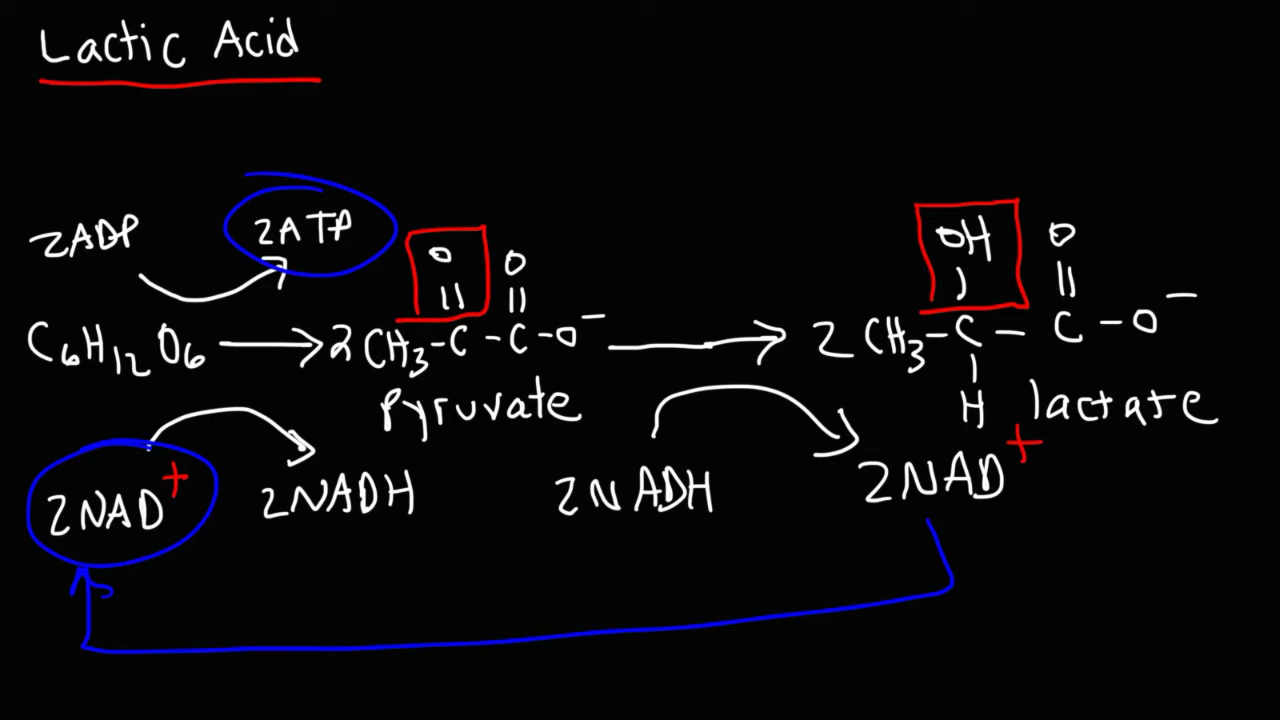 Lactic Acid
2ADP 2ATP
O O OH O
C₆H₁₂O₆ → 2CH₃-C-C-O⁻ → 2CH₃-C-C-O⁻
Pyruvate H lactate
2NAD⁺ 2NADH 2NADH 2NAD⁺